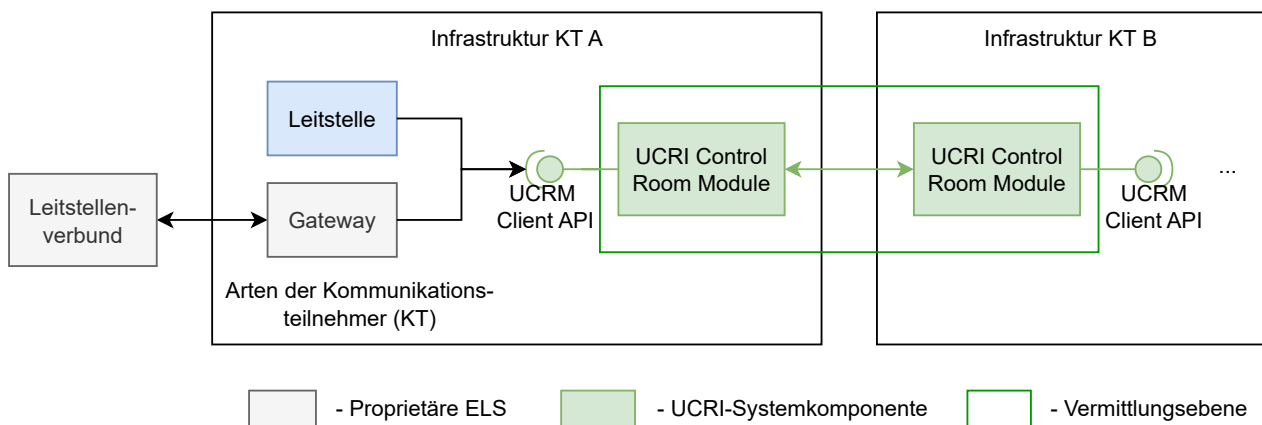 Infrastruktur KT A
Infrastruktur KT B
Leitstelle
UCRI Control
Room Module
UCRI Control
Room Module
...
UCRM
Client API
UCRM
Client API
Leitstellen-
verbund
Gateway
Arten der Kommunikations-
teilnehmer (KT)
- Proprietäre ELS
- UCRI-Systemkomponente
- Vermittlungsebene